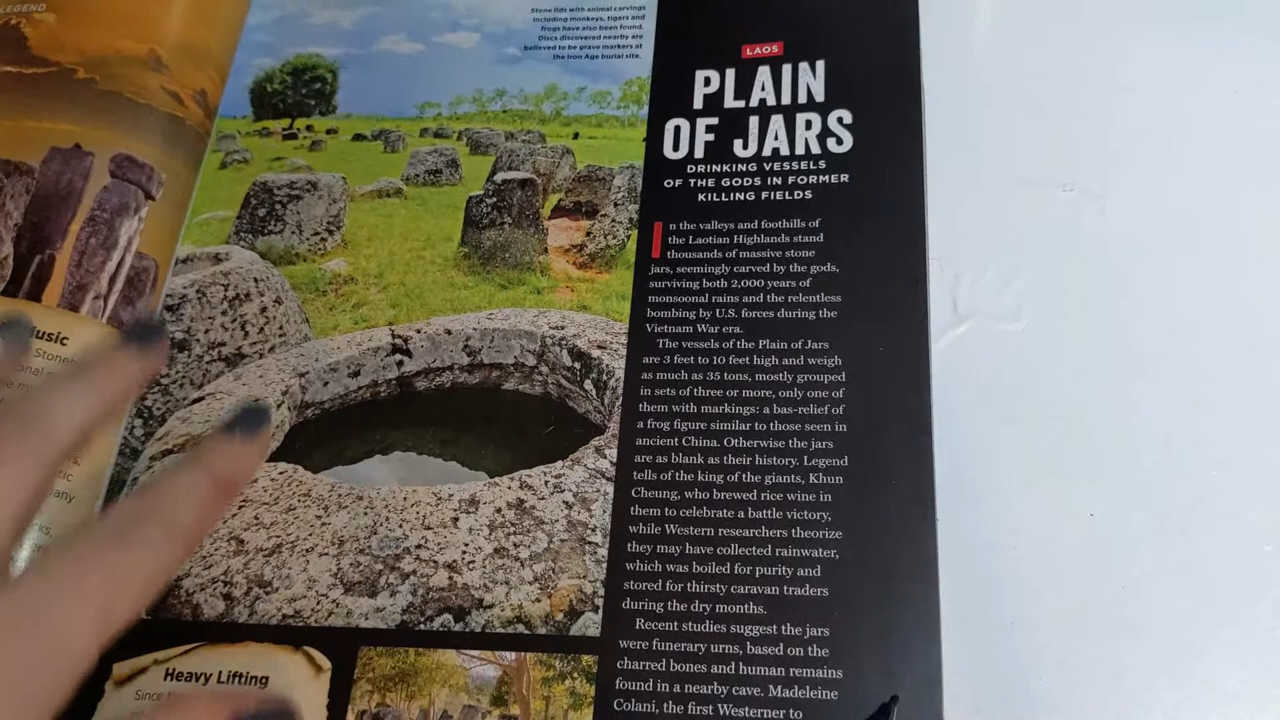 LEGEND
Music
Stone
Stone lids with animal carvings
including monkeys, tigers and
frogs have also been found.
Discs discovered nearby are
believed to be grave markers at
the Iron Age burial site.
LAOS
PLAIN
OF JARS
DRINKING VESSELS
OF THE GODS IN FORMER
KILLING FIELDS
In the valleys and foothills of
the Laotian Highlands stand
thousands of massive stone
jars, seemingly carved by the gods,
surviving both 2,000 years of
monsoonal rains and the relentless
bombing by U.S. forces during the
Vietnam War era.
The vessels of the Plain of Jars
are 3 feet to 10 feet high and weigh
as much as 35 tons, mostly grouped
in sets of three or more, only one of
them with markings: a bas-relief of
a frog figure similar to those seen in
ancient China. Otherwise the jars
are as blank as their history. Legend
tells of the king of the giants, Khun
Cheung, who brewed rice wine in
them to celebrate a battle victory,
while Western researchers theorize
they may have collected rainwater,
which was boiled for purity and
stored for thirsty caravan traders
during the dry months.
Recent studies suggest the jars
were funerary urns, based on the
charred bones and human remains
found in a nearby cave. Madeleine
Colani, the first Westerner to
Heavy Lifting
Since